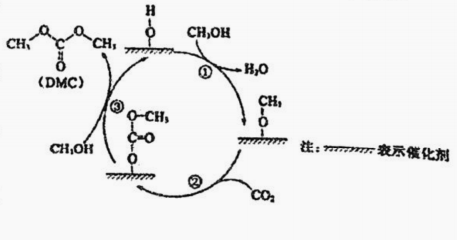 H
O
CH₃OH
①
H₂O
CH₃
O
注：表示催化剂
②
CO₂
O—CH₃
C=O
O
③
CH₃OH
O O
CH₃ CH₃
O
(DMC)